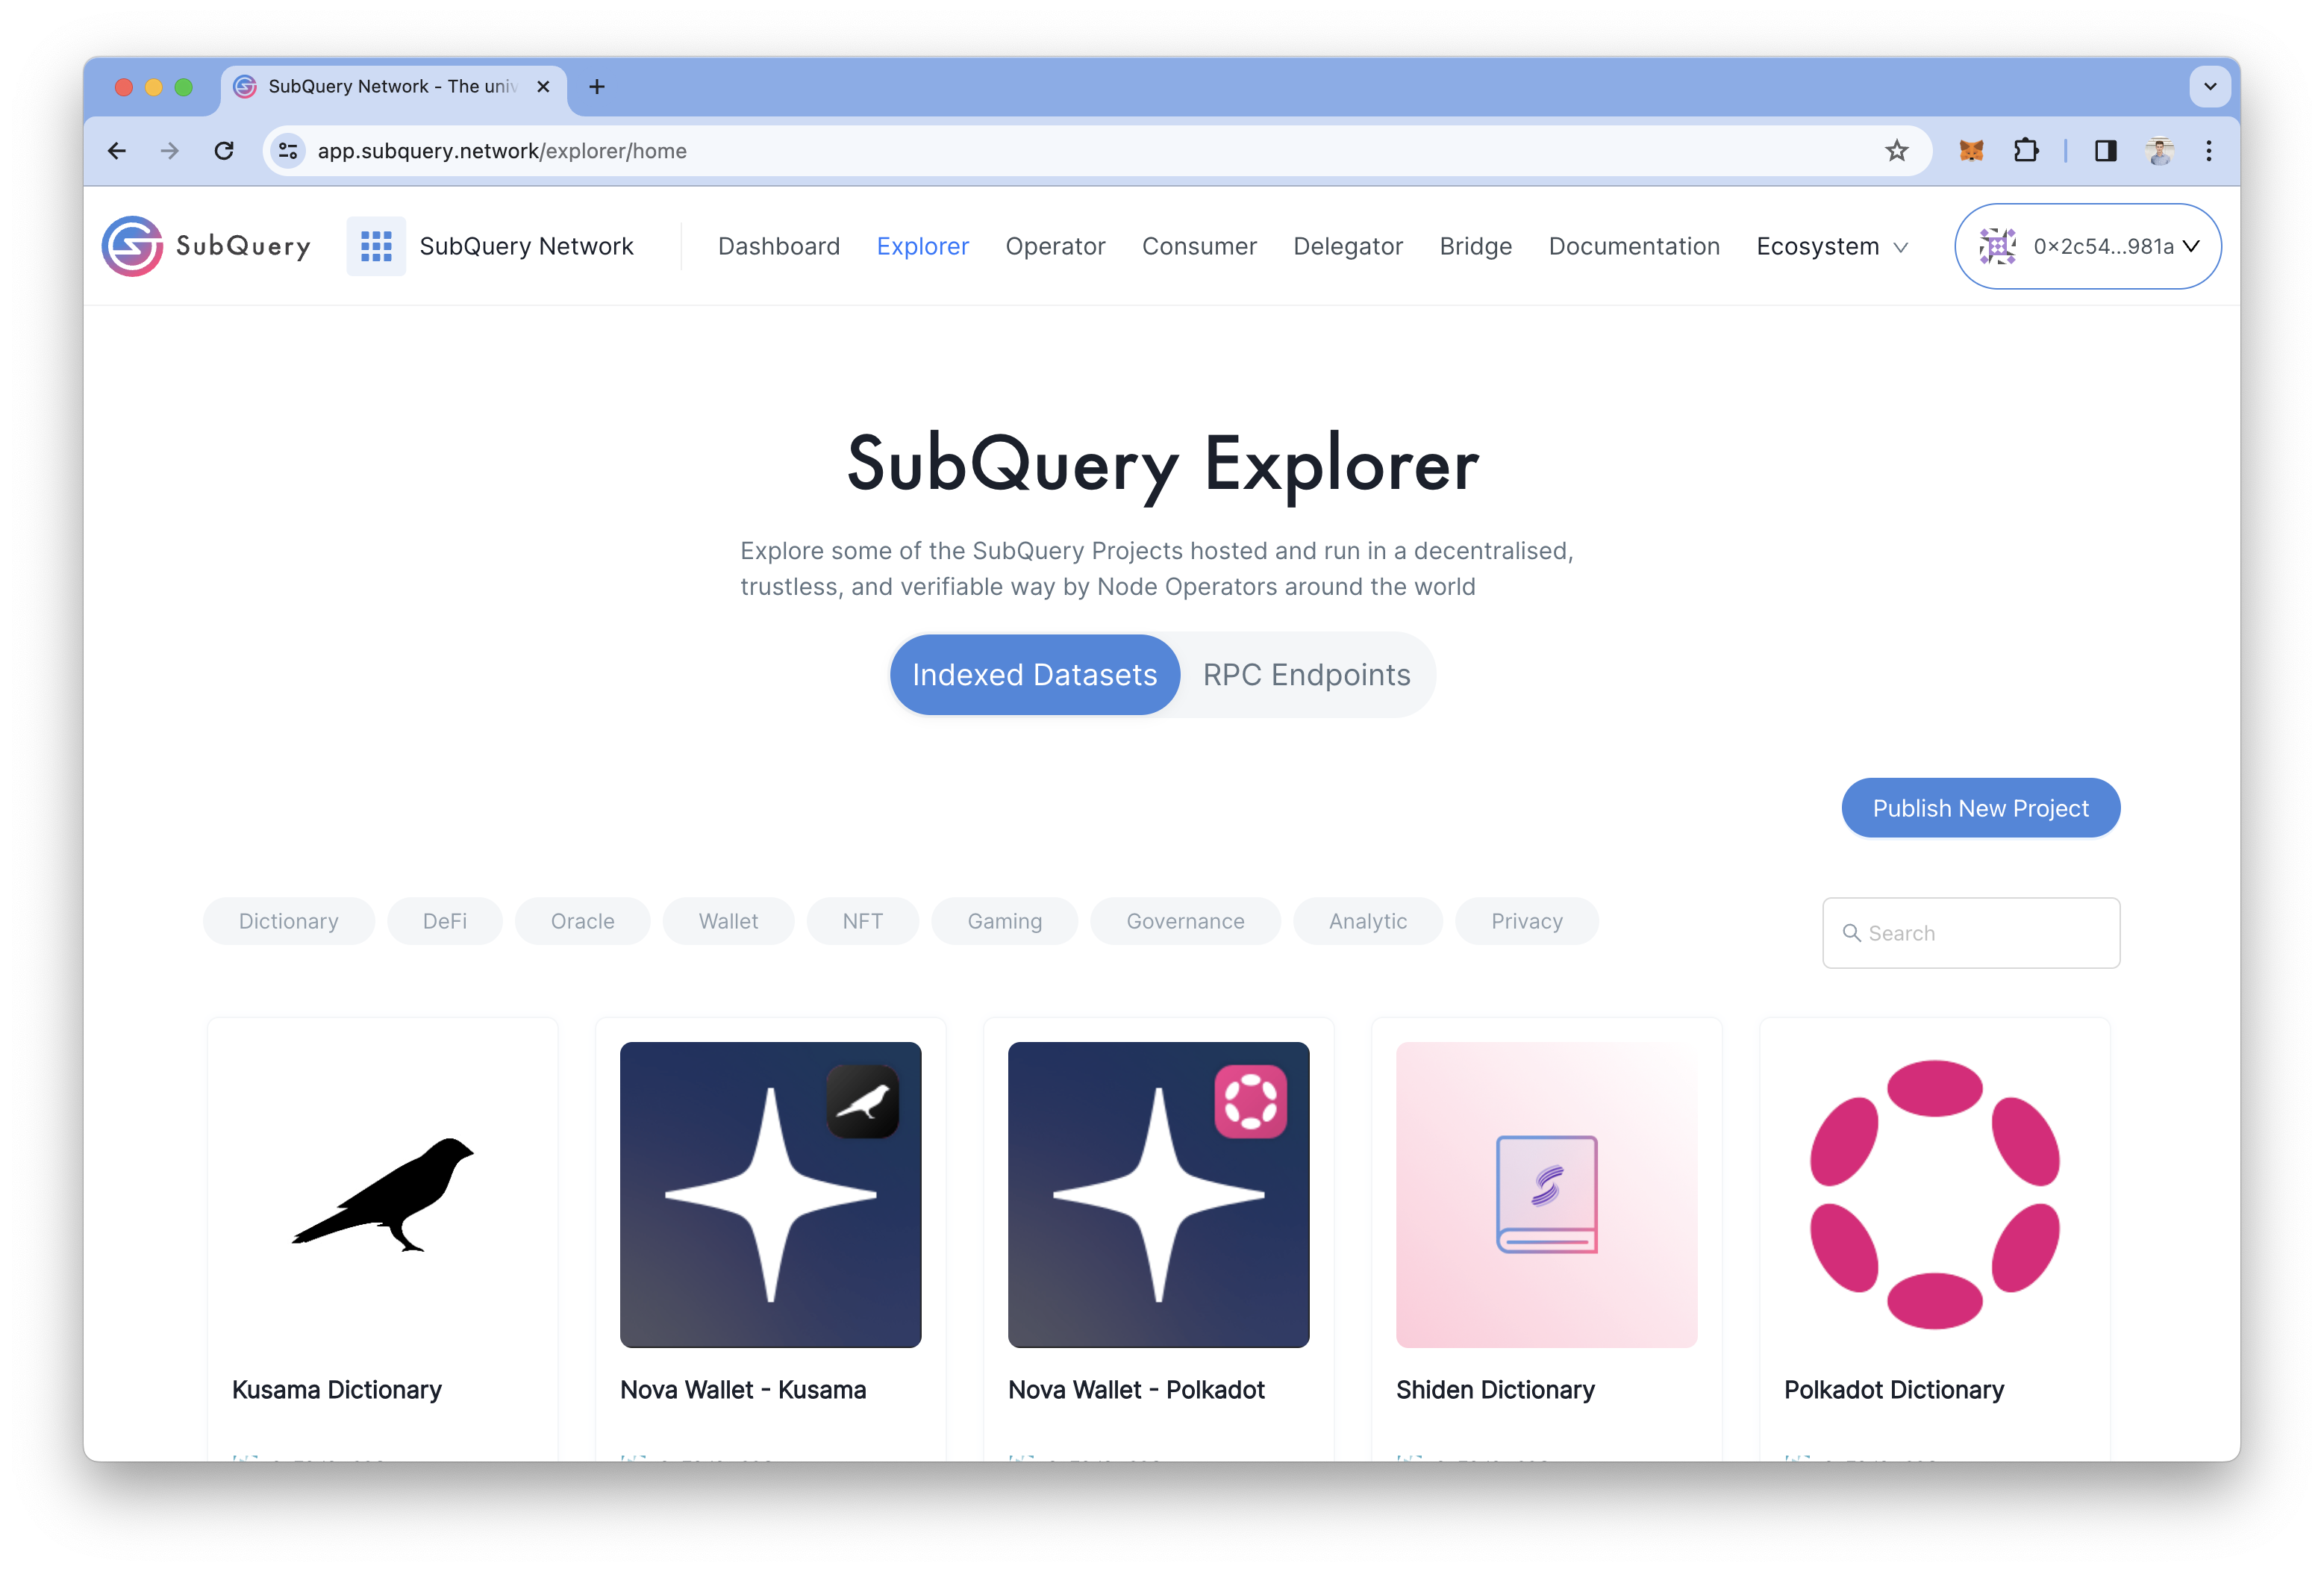 SubQuery Network - The univ
app.subquery.network/explorer/home
SubQuery
SubQuery Network
Dashboard
Explorer
Operator
Consumer
Delegator
Bridge
Documentation
Ecosystem
0×2c54...981a
SubQuery Explorer
Explore some of the SubQuery Projects hosted and run in a decentralised,
trustless, and verifiable way by Node Operators around the world
Indexed Datasets
RPC Endpoints
Publish New Project
Dictionary
DeFi
Oracle
Wallet
NFT
Gaming
Governance
Analytic
Privacy
Search
Kusama Dictionary
Nova Wallet - Kusama
Nova Wallet - Polkadot
Shiden Dictionary
Polkadot Dictionary